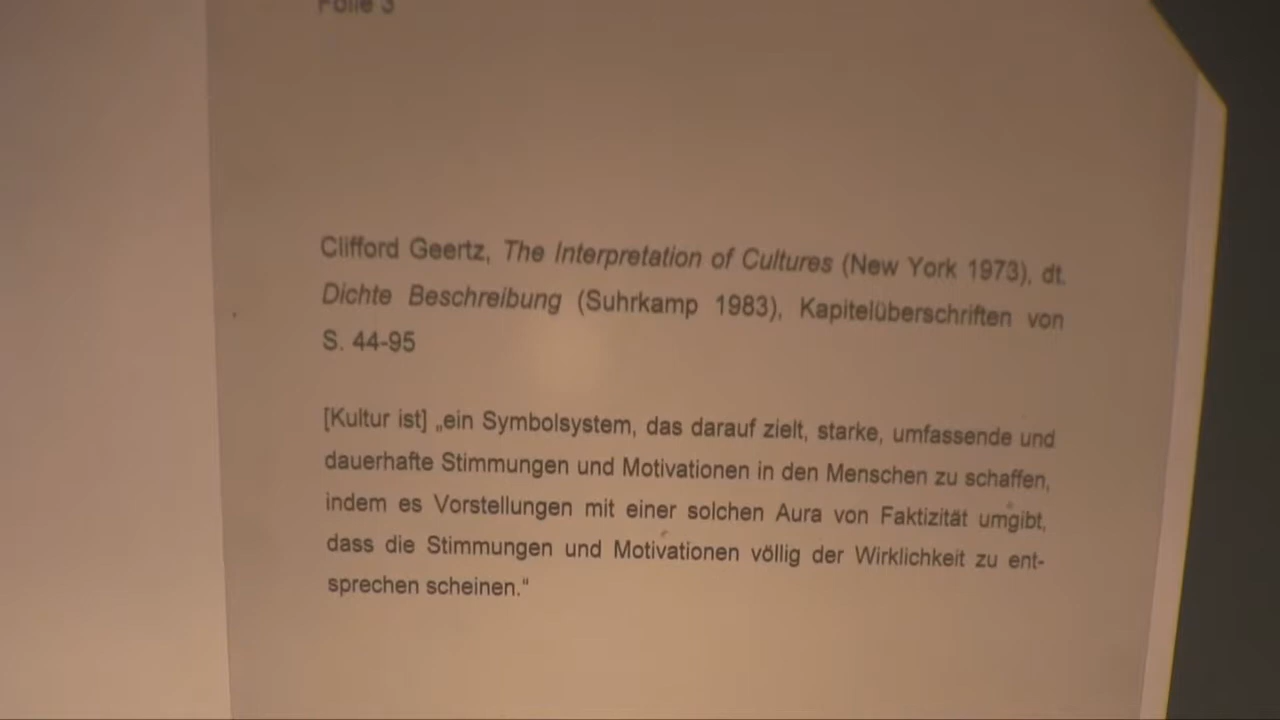 Folie 3
Clifford Geertz, The Interpretation of Cultures (New York 1973), dt.
Dichte Beschreibung (Suhrkamp 1983), Kapitelüberschriften von
S. 44-95
[Kultur ist] „ein Symbolsystem, das darauf zielt, starke, umfassende und
dauerhafte Stimmungen und Motivationen in den Menschen zu schaffen,
indem es Vorstellungen mit einer solchen Aura von Faktizität umgibt,
dass die Stimmungen und Motivationen völlig der Wirklichkeit zu ent-
sprechen scheinen.“